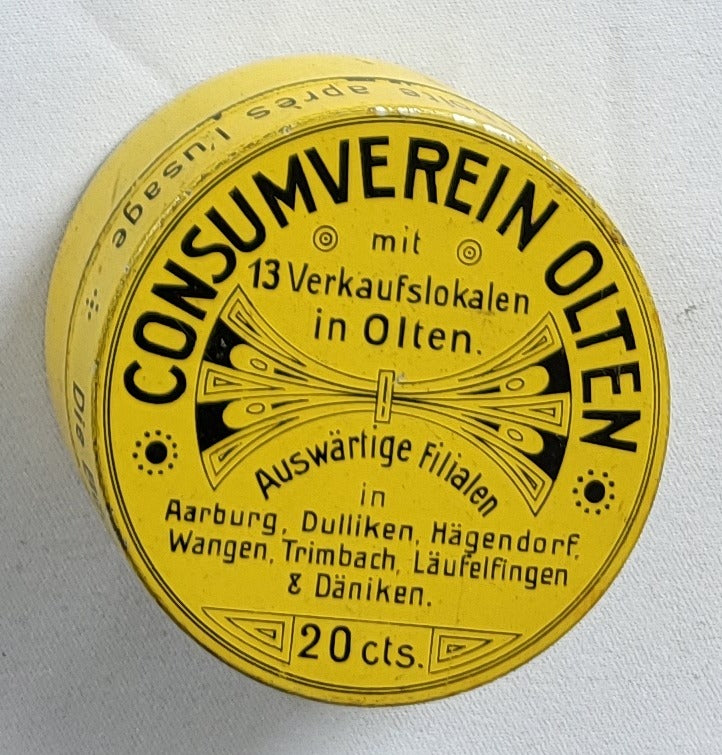 CONSUMVEREIN OLTEN
mit
13 Verkaufslokalen
in Olten.
Auswärtige Filialen
in
Aarburg, Dulliken, Hägendorf,
Wangen, Trimbach, Läufelfingen
& Däniken.
20 cts.
après l'usage